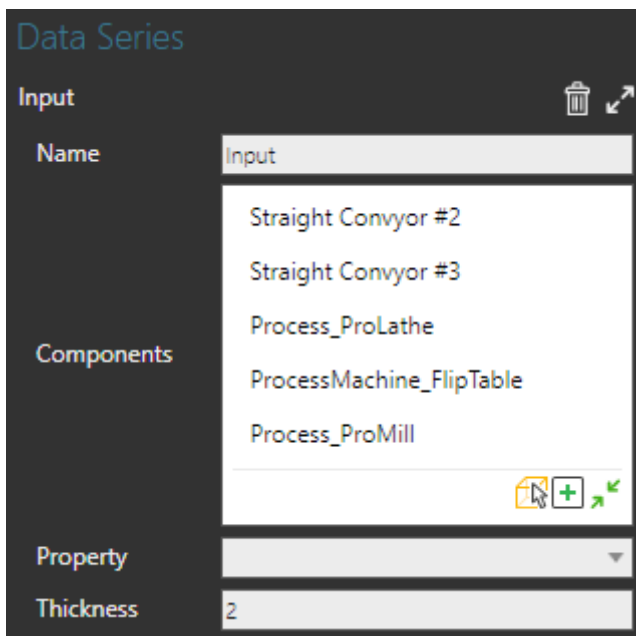 Data Series
Input
Name
Input
Straight Convyor #2
Straight Convyor #3
Process_ProLathe
Components
ProcessMachine_FlipTable
Process_ProMill
Property
Thickness
2